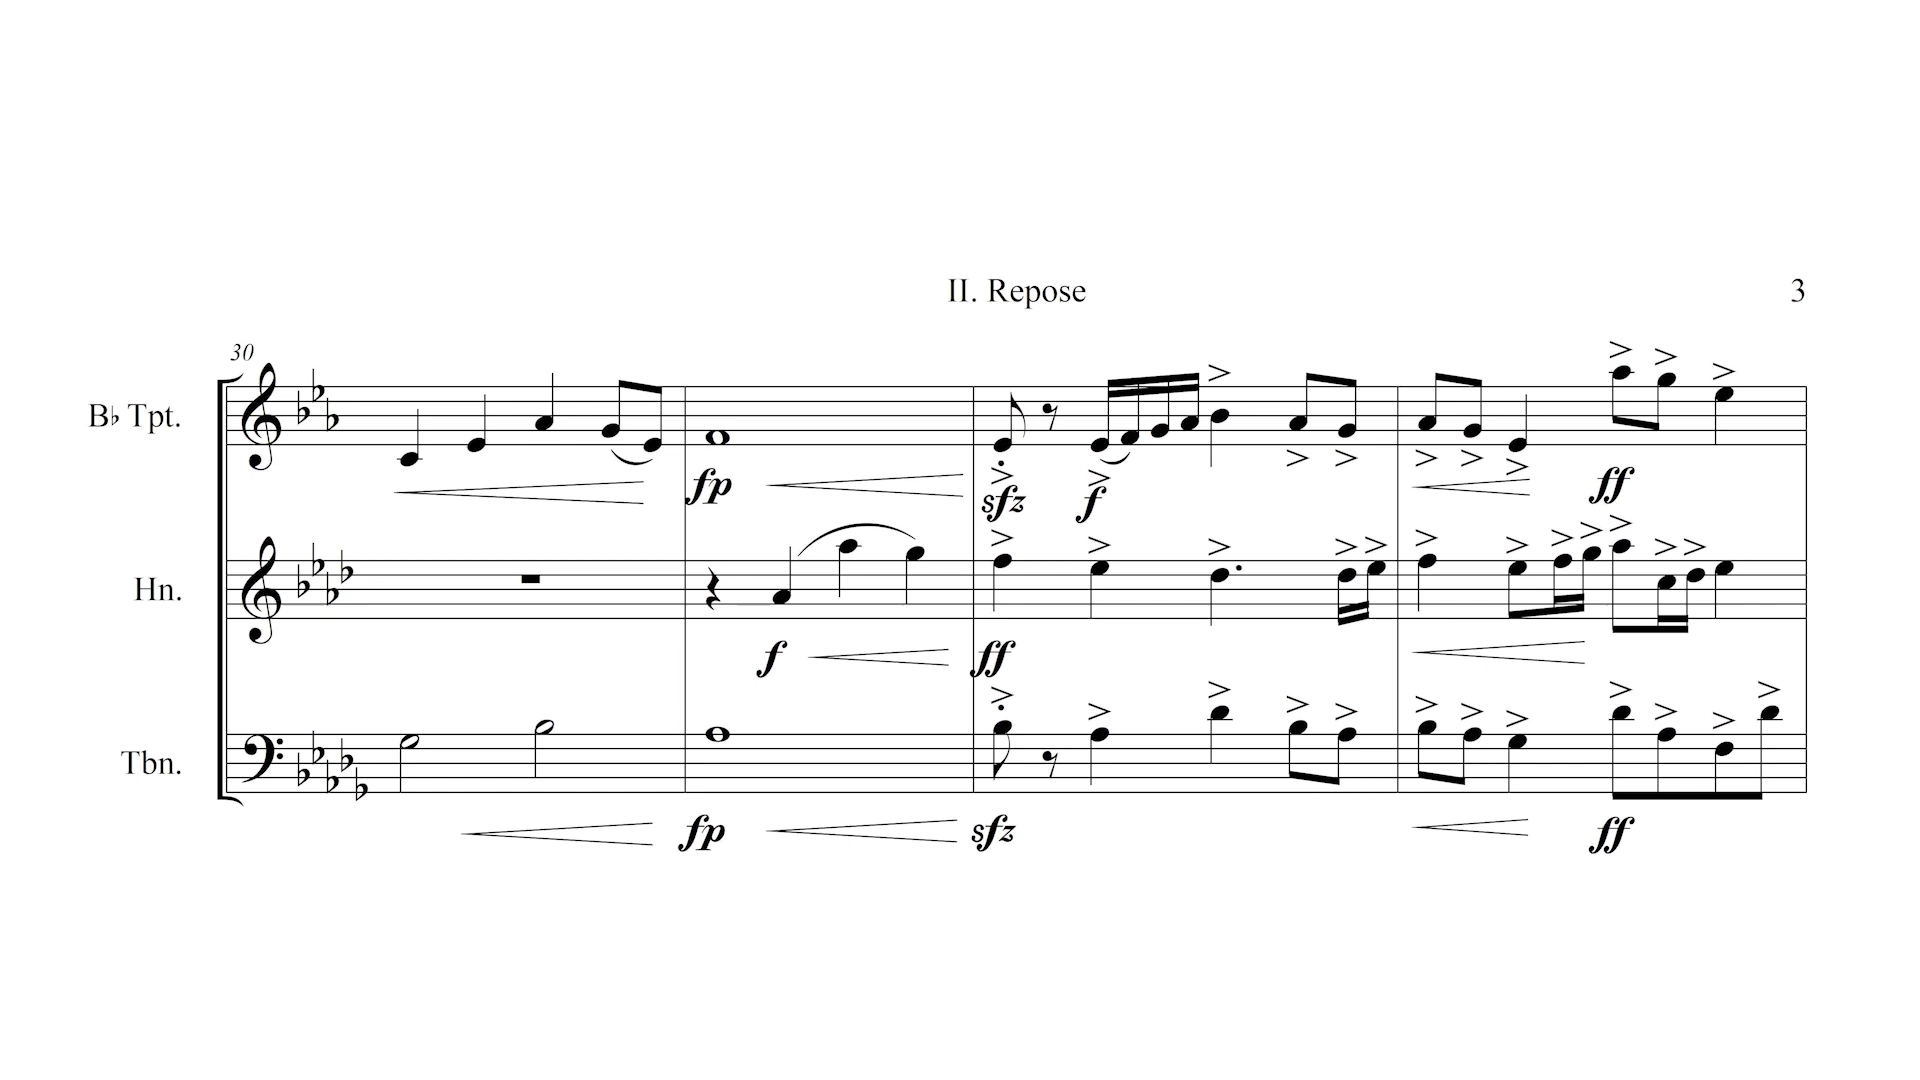 II. Repose 3
30
B♭ Tpt.
fp sfz f ff
Hn.
f ff
Tbn.
fp sfz ff